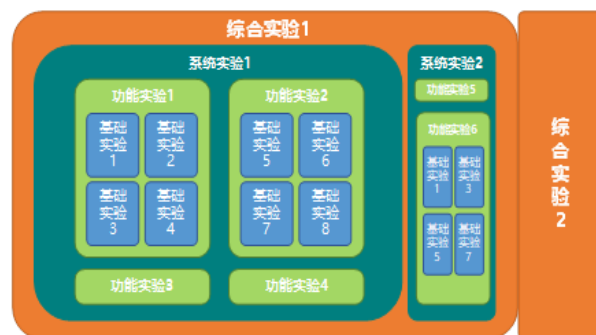 综合实验1
系统实验1
功能实验1
基础
实验
1
基础
实验
2
基础
实验
3
基础
实验
4
功能实验2
基础
实验
5
基础
实验
6
基础
实验
7
基础
实验
8
功能实验3
功能实验4
系统实验2
功能实验5
功能实验6
基础
实验
1
基础
实验
3
基础
实验
5
基础
实验
7
综
合
实
验
2